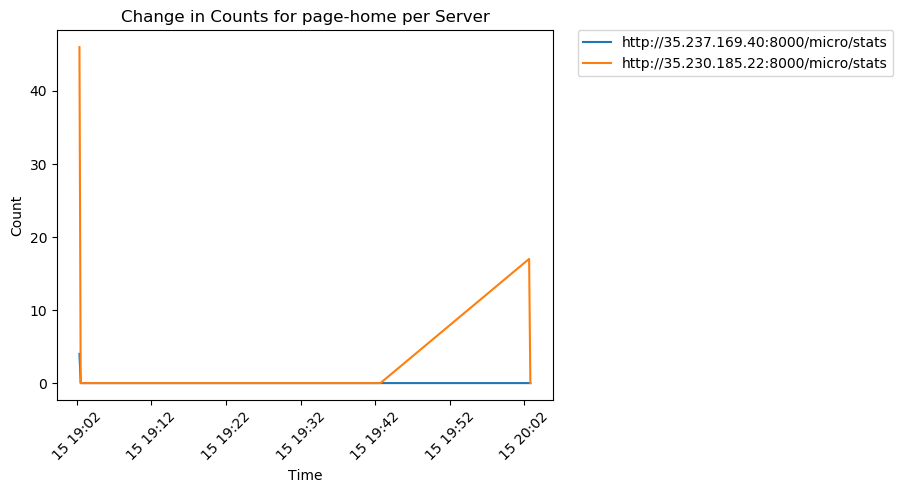 Change in Counts for page-home per Server
http://35.237.169.40:8000/micro/stats
http://35.230.185.22:8000/micro/stats
Count
40
30
20
10
0
15 19:02
15 19:12
15 19:22
15 19:32
15 19:42
15 19:52
15 20:02
Time